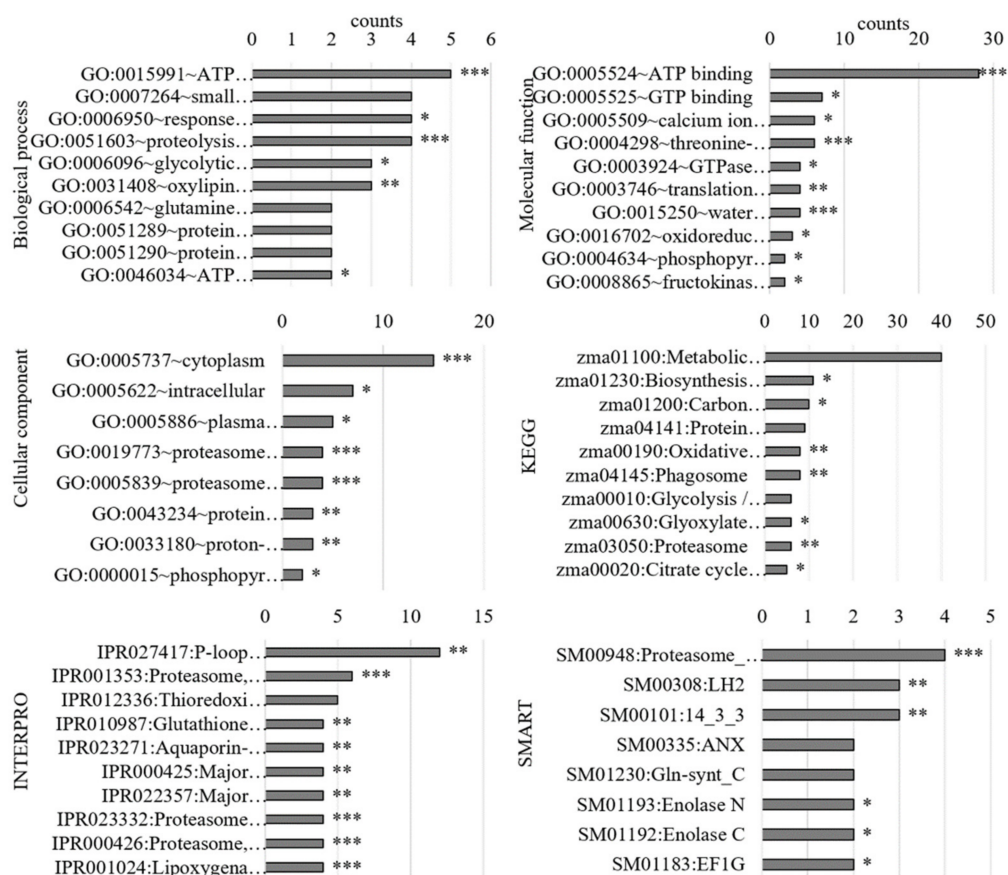 counts
0 1 2 3 4 5 6
Biological process
GO:0015991~ATP… ***
GO:0007264~small…
GO:0006950~response… *
GO:0051603~proteolysis… ***
GO:0006096~glycolytic… *
GO:0031408~oxylipin… **
GO:0006542~glutamine…
GO:0051289~protein…
GO:0051290~protein…
GO:0046034~ATP… *
counts
0 10 20 30
Molecular function
GO:0005524~ATP binding ***
GO:0005525~GTP binding *
GO:0005509~calcium ion… *
GO:0004298~threonine-… ***
GO:0003924~GTPase… *
GO:0003746~translation… **
GO:0015250~water… ***
GO:0016702~oxidoreduc… *
GO:0004634~phosphopyr… *
GO:0008865~fructokinas… *
0 10 20
Cellular component
GO:0005737~cytoplasm ***
GO:0005622~intracellular *
GO:0005886~plasma… *
GO:0019773~proteasome… ***
GO:0005839~proteasome… ***
GO:0043234~protein… **
GO:0033180~proton-… **
GO:0000015~phosphopyr… *
0 10 20 30 40 50
KEGG
zma01100:Metabolic…
zma01230:Biosynthesis… *
zma01200:Carbon… *
zma04141:Protein…
zma00190:Oxidative… **
zma04145:Phagosome **
zma00010:Glycolysis /…
zma00630:Glyoxylate… *
zma03050:Proteasome **
zma00020:Citrate cycle… *
0 5 10 15
INTERPRO
IPR027417:P-loop… **
IPR001353:Proteasome,… ***
IPR012336:Thioredoxi…
IPR010987:Glutathione… **
IPR023271:Aquaporin-… **
IPR000425:Major… **
IPR022357:Major… **
IPR023332:Proteasome… ***
IPR000426:Proteasome,… ***
IPR001024:Lipoxygena… ***
0 1 2 3 4 5
SMART
SM00948:Proteasome_… ***
SM00308:LH2 **
SM00101:14_3_3 **
SM00335:ANX
SM01230:Gln-synt_C
SM01193:Enolase N *
SM01192:Enolase C *
SM01183:EF1G *